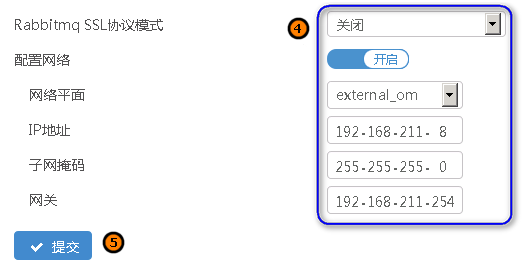 Rabbitmq SSL协议模式 4 关闭
配置网络 开启
网络平面 external_om
IP地址 192-168-211- 8
子网掩码 255-255-255- 0
网关 192-168-211-254
提交 5